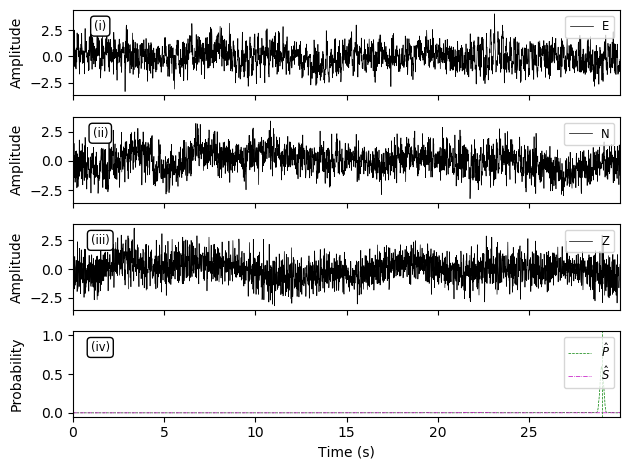 (i)
E
Amplitude
2.5
0.0
−2.5
(ii)
N
Amplitude
2.5
0.0
−2.5
(iii)
Z
Amplitude
2.5
0.0
−2.5
(iv)
P̂
Ŝ
Probability
1.0
0.5
0.0
0 5 10 15 20 25
Time (s)